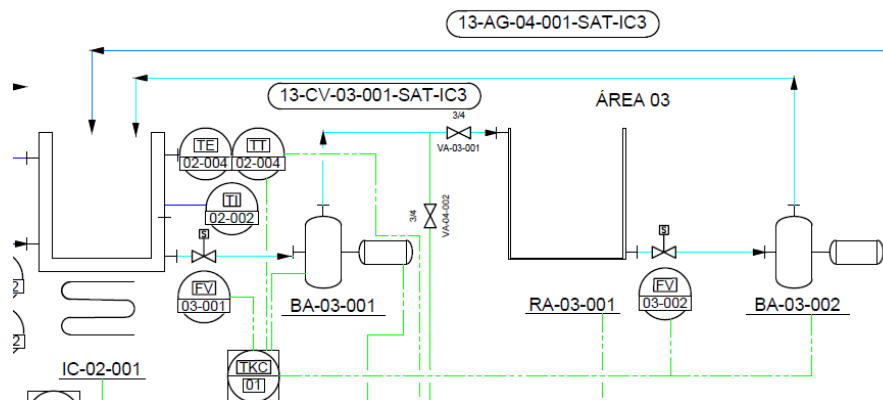 13-AG-04-001-SAT-IC3
13-CV-03-001-SAT-IC3
ÁREA 03
3/4
VA-03-001
TE
02-004
TT
02-004
TI
02-002
3/4
VA-04-002
S
S
FV
03-001
BA-03-001
RA-03-001
FV
03-002
BA-03-002
IC-02-001
TKC
01
2
2